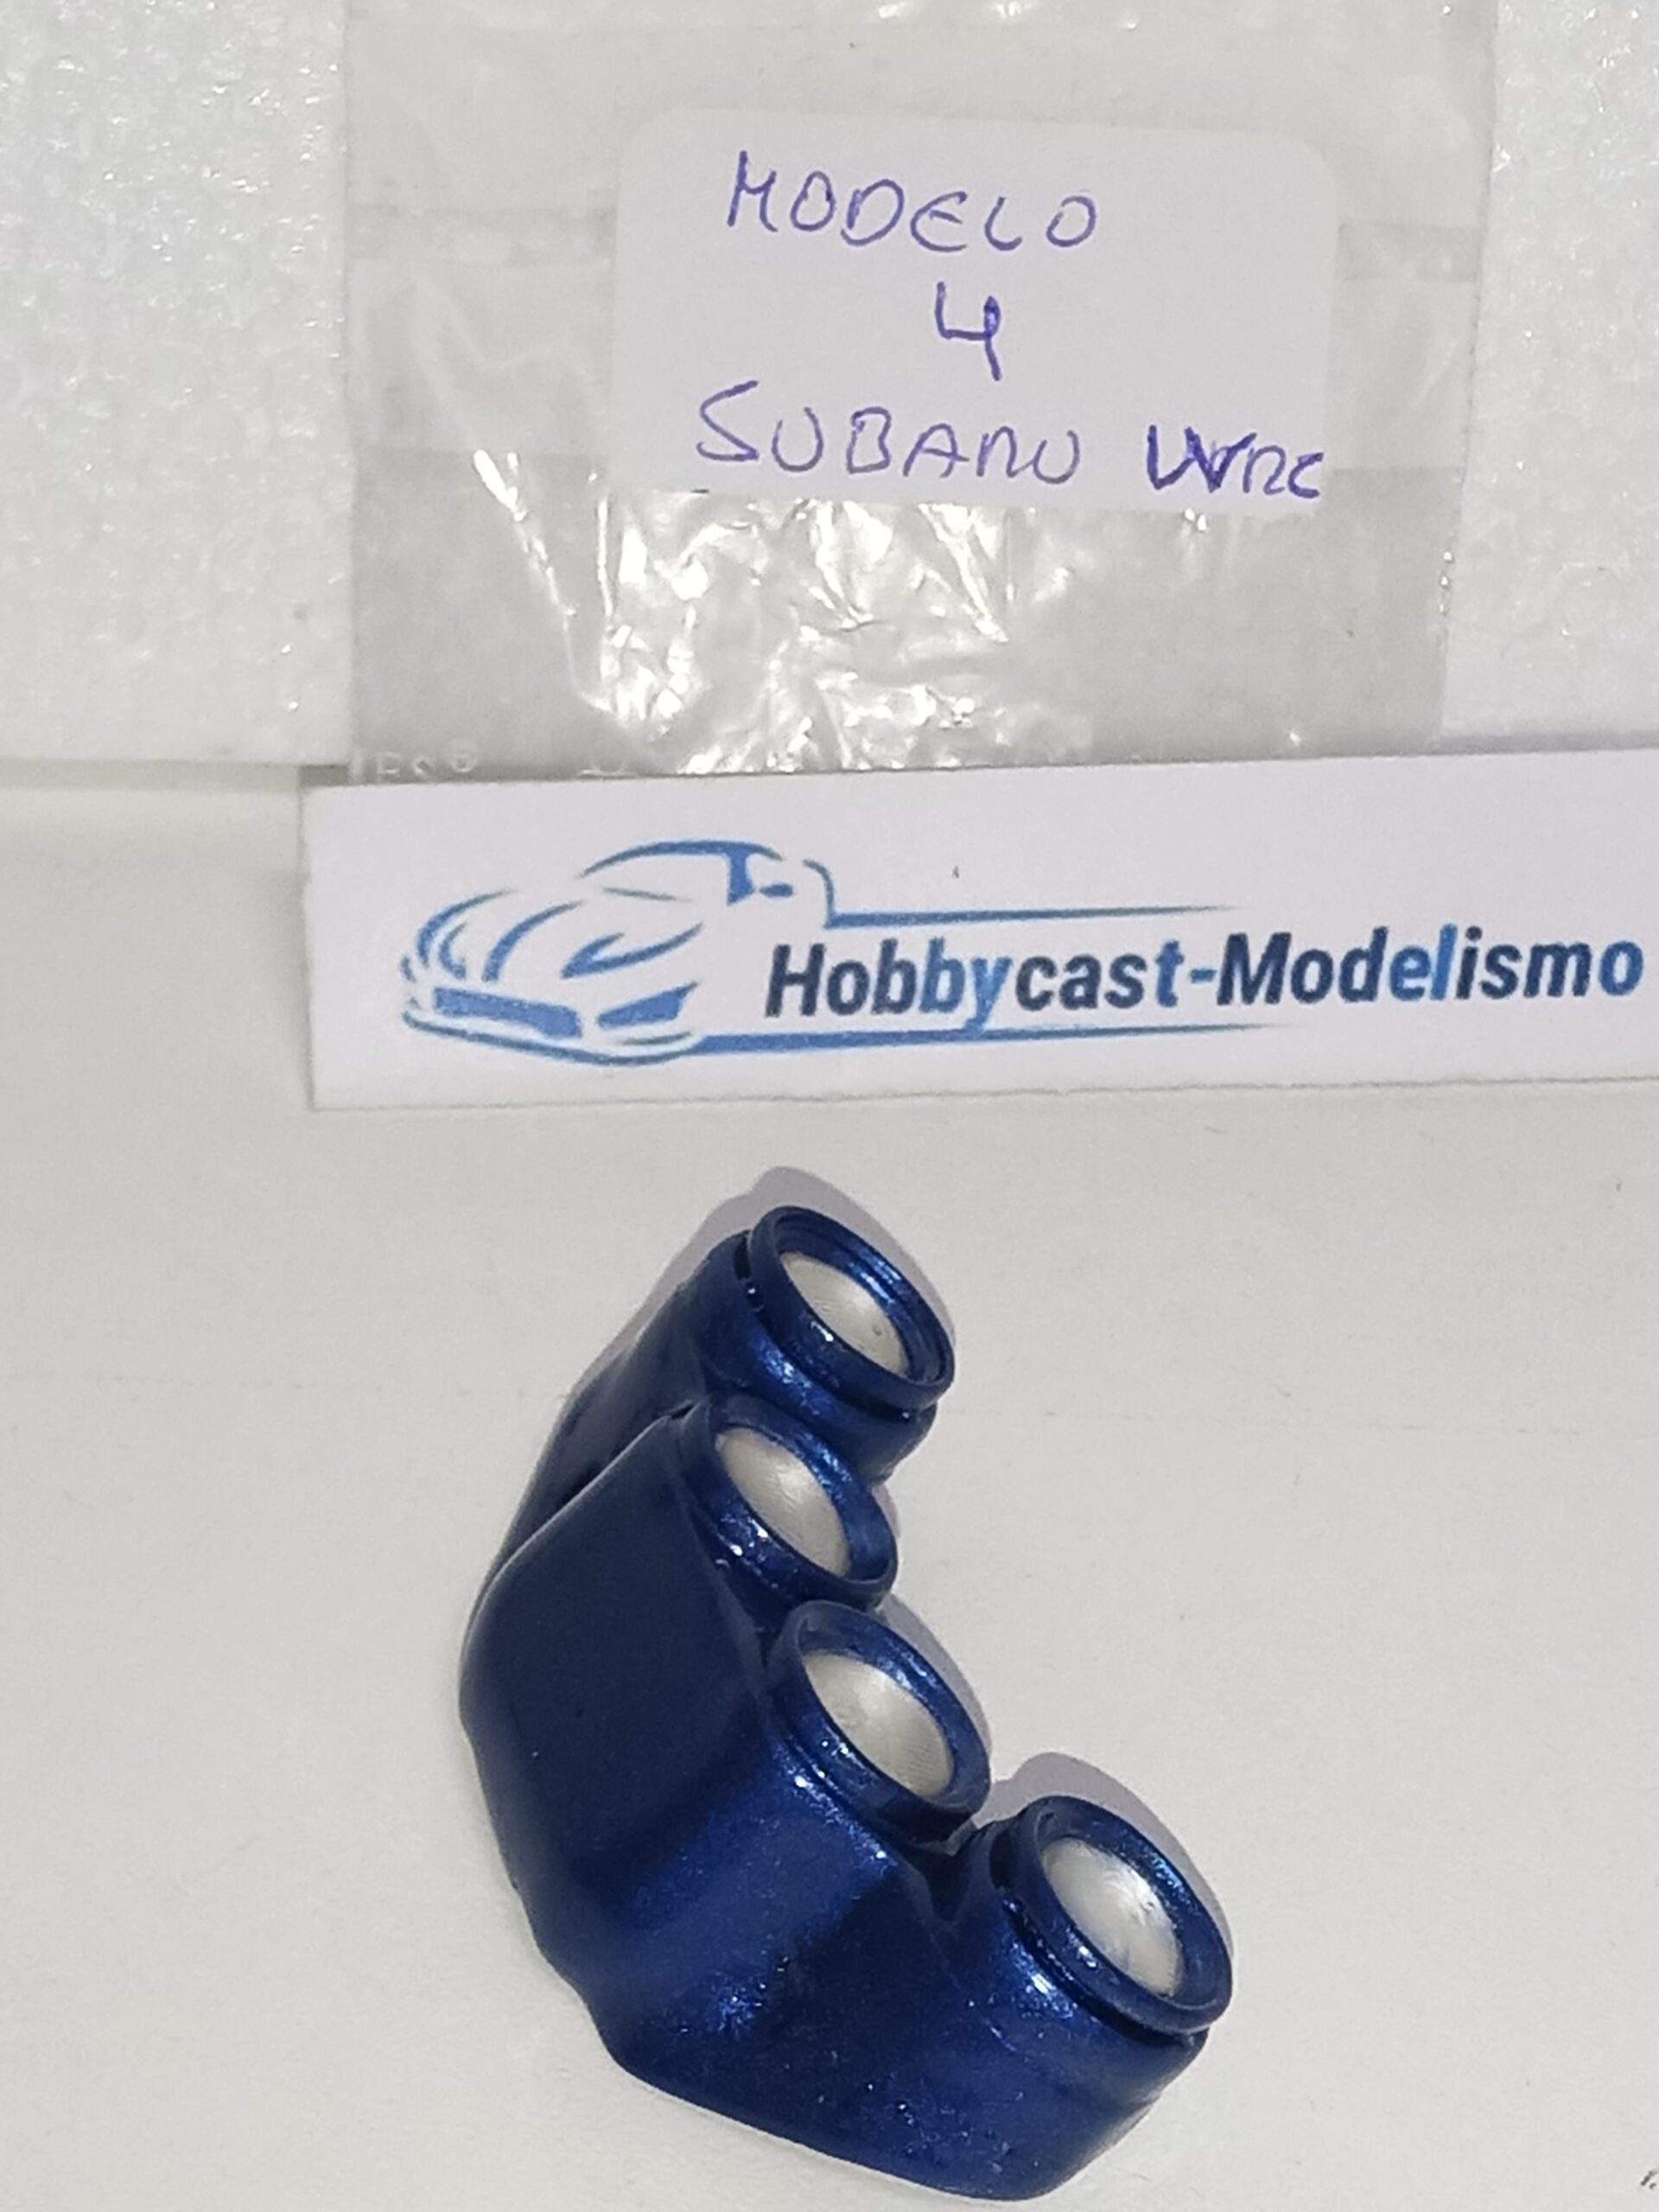 MODELO
4
SUBARU WRC
Hobbycast-Modelismo